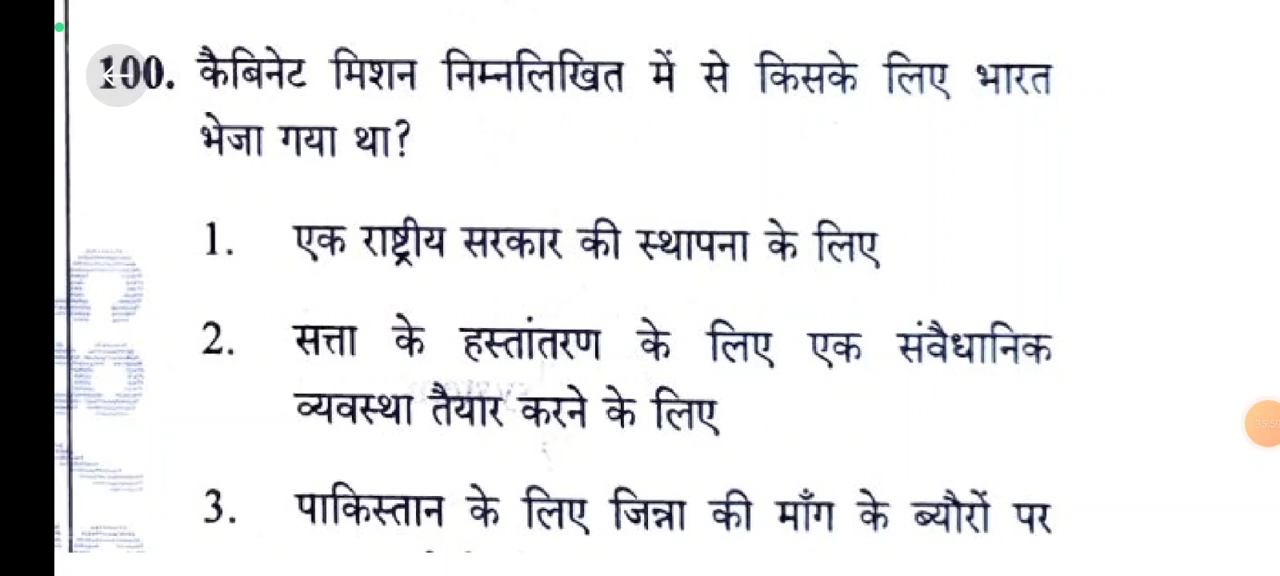 100. कैबिनेट मिशन निम्नलिखित में से किसके लिए भारत
भेजा गया था?
1. एक राष्ट्रीय सरकार की स्थापना के लिए
2. सत्ता के हस्तांतरण के लिए एक संवैधानिक
व्यवस्था तैयार करने के लिए
3. पाकिस्तान के लिए जिन्ना की माँग के ब्यौरों पर